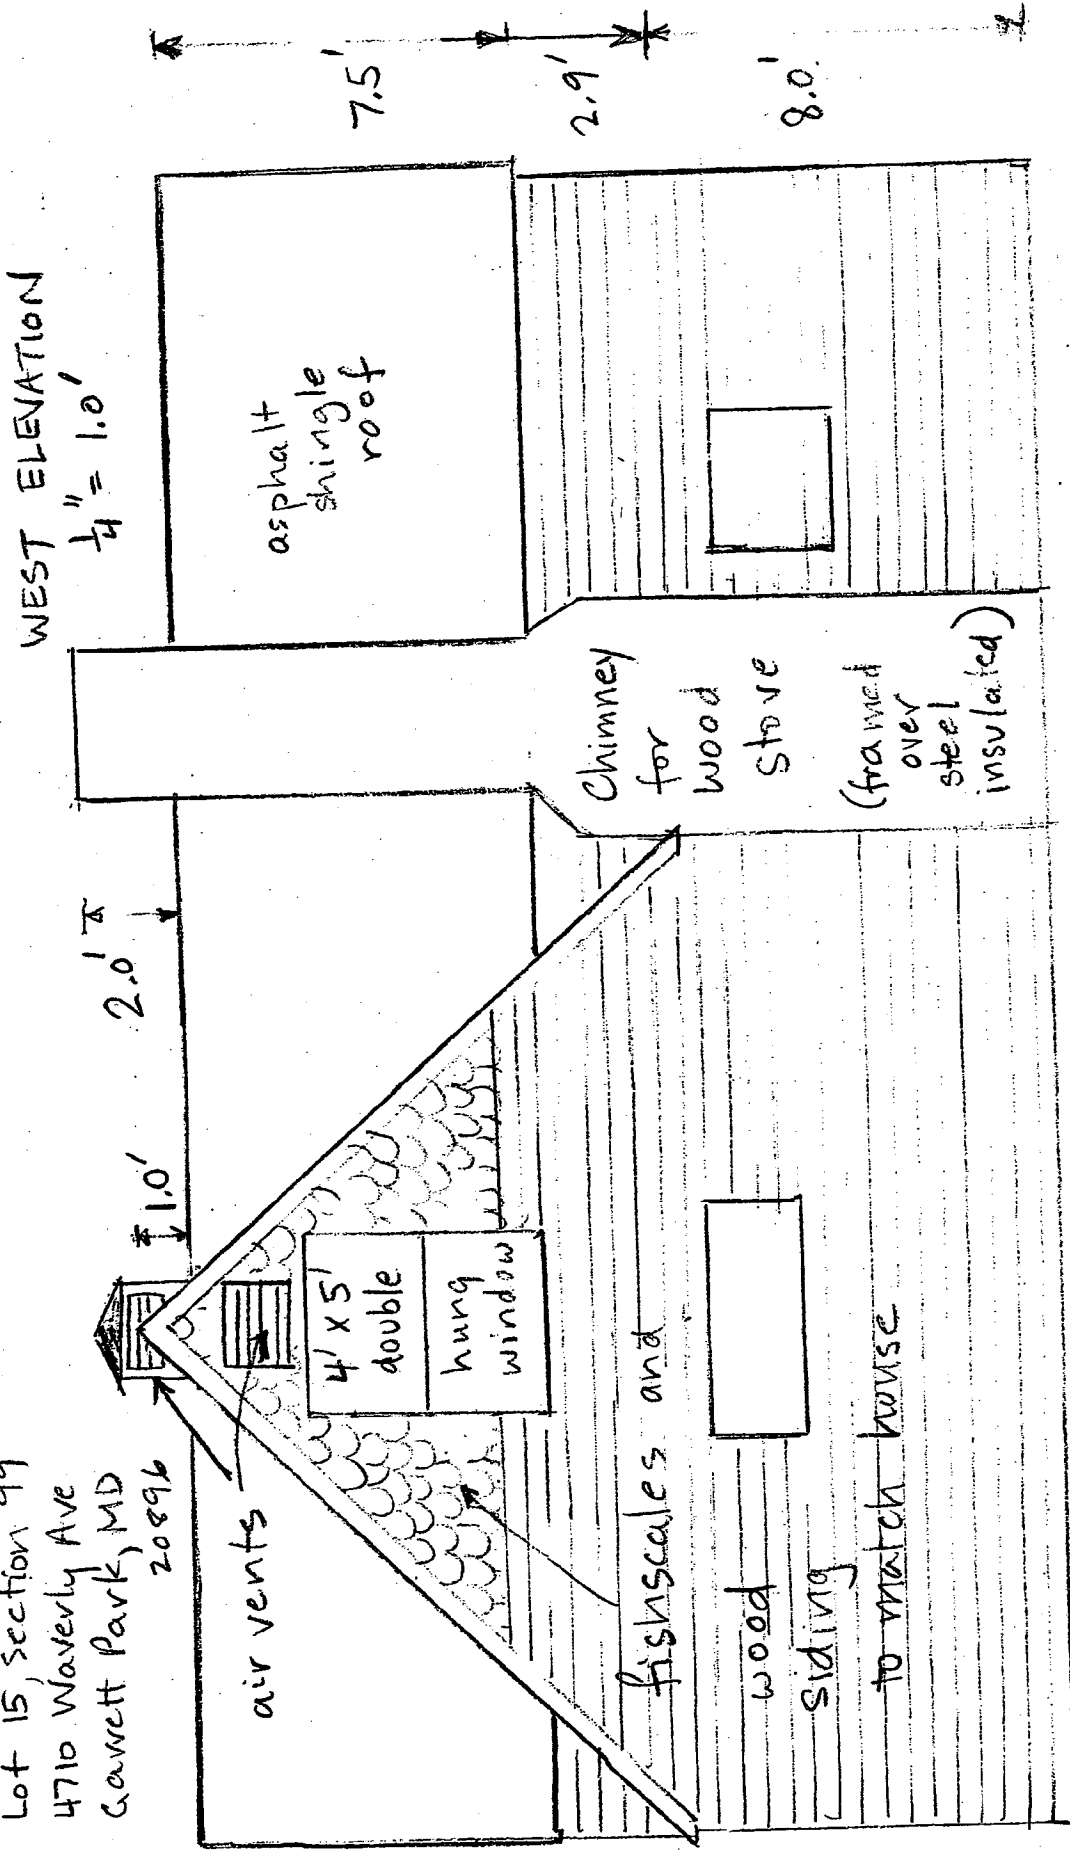 Lot 15, Section 99
4710 Waverly Ave
Garrett Park, MD
20896
WEST ELEVATION
1/4" = 1.0'
1.0'
2.0'
air vents
4' x 5'
double
hung
window
asphalt
shingle
roof
7.5'
2.9'
8.0'
Chimney
for
wood
stove
(framed
over
steel
insulated)
fishscales and
wood
siding
to match house